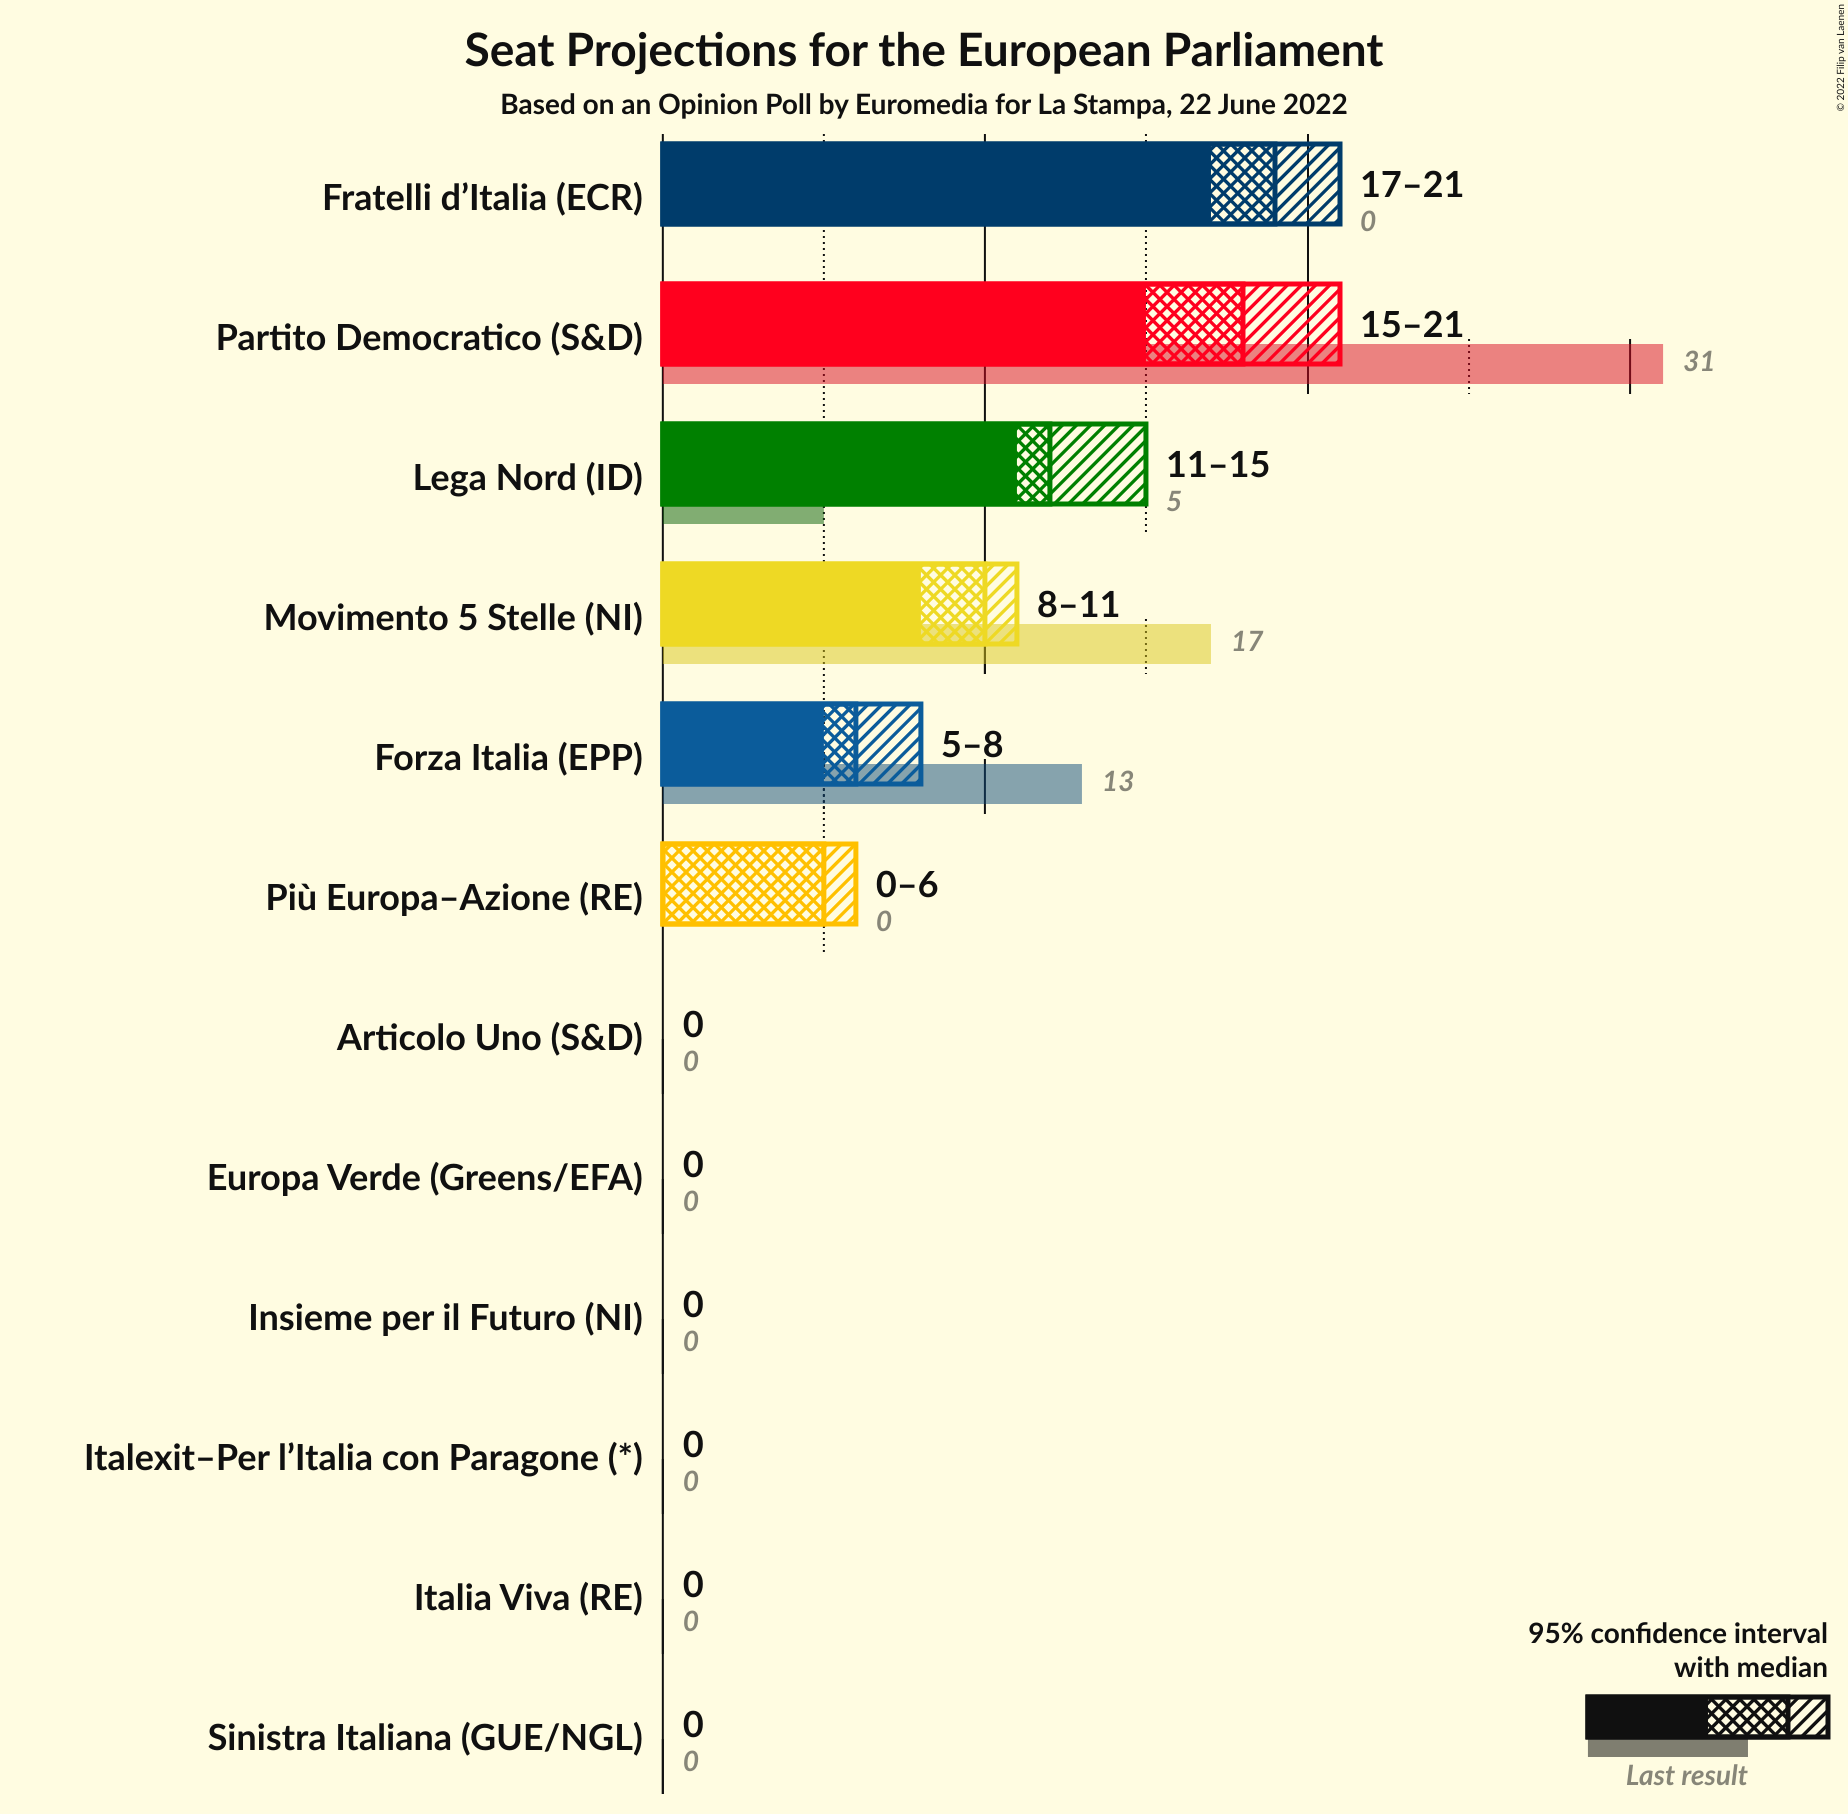 Seat Projections for the European Parliament
Based on an Opinion Poll by Euromedia for La Stampa, 22 June 2022
© 2022 Filip van Laenen
Fratelli d’Italia (ECR)
17–21
0
Partito Democratico (S&D)
15–21
31
Lega Nord (ID)
11–15
5
Movimento 5 Stelle (NI)
8–11
17
Forza Italia (EPP)
5–8
13
Più Europa–Azione (RE)
0–6
0
Articolo Uno (S&D)
0
0
Europa Verde (Greens/EFA)
0
0
Insieme per il Futuro (NI)
0
0
Italexit–Per l’Italia con Paragone (*)
0
0
Italia Viva (RE)
0
0
Sinistra Italiana (GUE/NGL)
0
0
95% confidence interval
with median
Last result